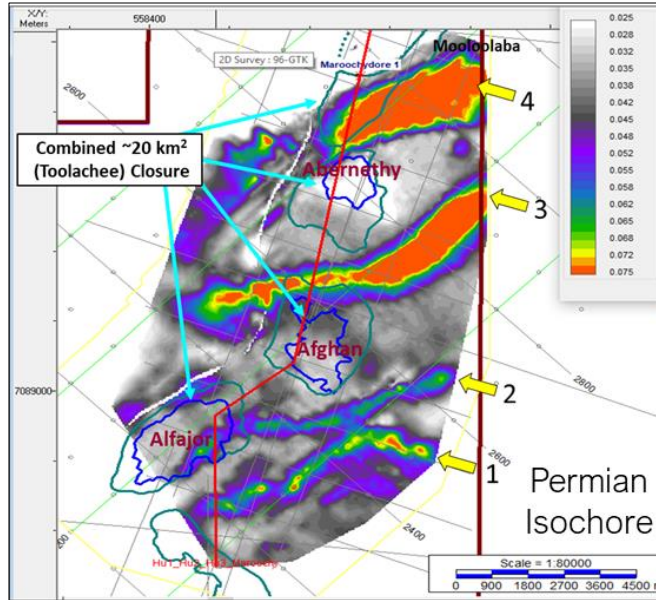 X/Y:
Meters
558400
2D Survey : 96-GTK
Maroochydore 1
Mooloolaba
0.025
0.028
0.032
0.035
0.038
0.042
0.045
0.048
0.052
0.055
0.058
0.062
0.065
0.068
0.072
0.075
2600
4
Combined ~20 km²
(Toolachee) Closure
Abernethy
3
Afghan
2800
7089000
2
Alfajor
1
2600
Permian
Isochore
2400
200
Scale = 1:80000
0 900 1800 2700 3600 4500 m